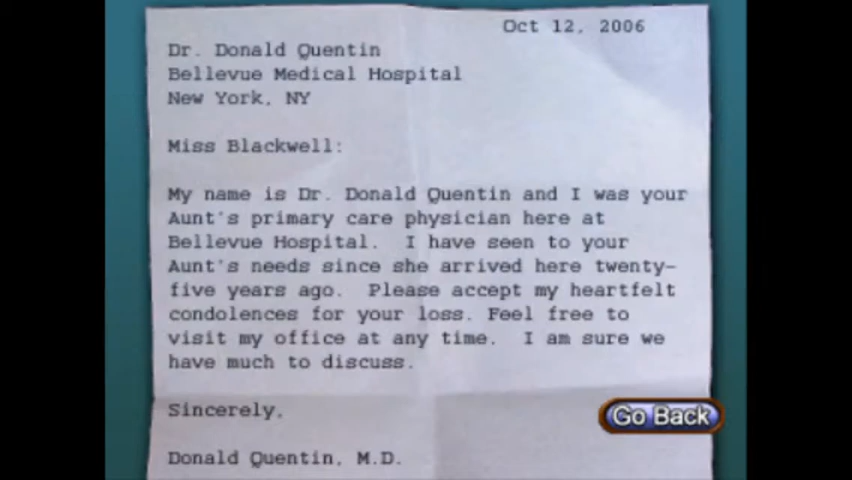 Oct 12, 2006
Dr. Donald Quentin
Bellevue Medical Hospital
New York, NY
Miss Blackwell:
My name is Dr. Donald Quentin and I was your
Aunt's primary care physician here at
Bellevue Hospital.  I have seen to your
Aunt's needs since she arrived here twenty-
five years ago.  Please accept my heartfelt
condolences for your loss. Feel free to
visit my office at any time.  I am sure we
have much to discuss.
Sincerely,
Go Back
Donald Quentin, M.D.